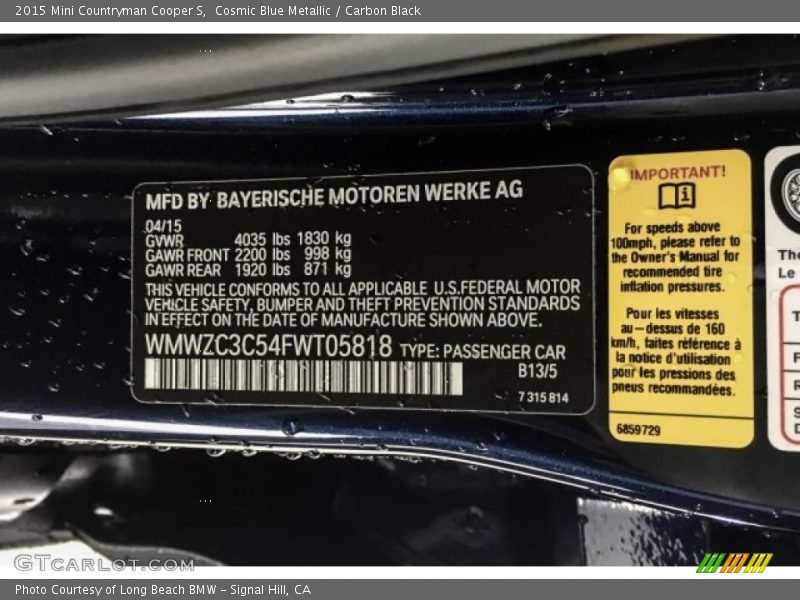 2015 Mini Countryman Cooper S,  Cosmic Blue Metallic / Carbon Black
MFD BY BAYERISCHE MOTOREN WERKE AG
04/15
GVWR 4035 lbs 1830 kg
GAWR FRONT 2200 lbs 998 kg
GAWR REAR 1920 lbs 871 kg
THIS VEHICLE CONFORMS TO ALL APPLICABLE U.S.FEDERAL MOTOR
VEHICLE SAFETY, BUMPER AND THEFT PREVENTION STANDARDS
IN EFFECT ON THE DATE OF MANUFACTURE SHOWN ABOVE.
WMWZC3C54FWT05818 TYPE: PASSENGER CAR
B13/5
7 315 814
IMPORTANT!
For speeds above
100mph, please refer to
the Owner's Manual for
recommended tire
inflation pressures.
Pour les vitesses
au-dessus de 160
km/h, faites référence à
la notice d'utilisation
pour les pressions des
pneus recommandées.
6859729
The
Le
T
F
R
S
D
GTcarlot.com
Photo Courtesy of Long Beach BMW - Signal Hill, CA